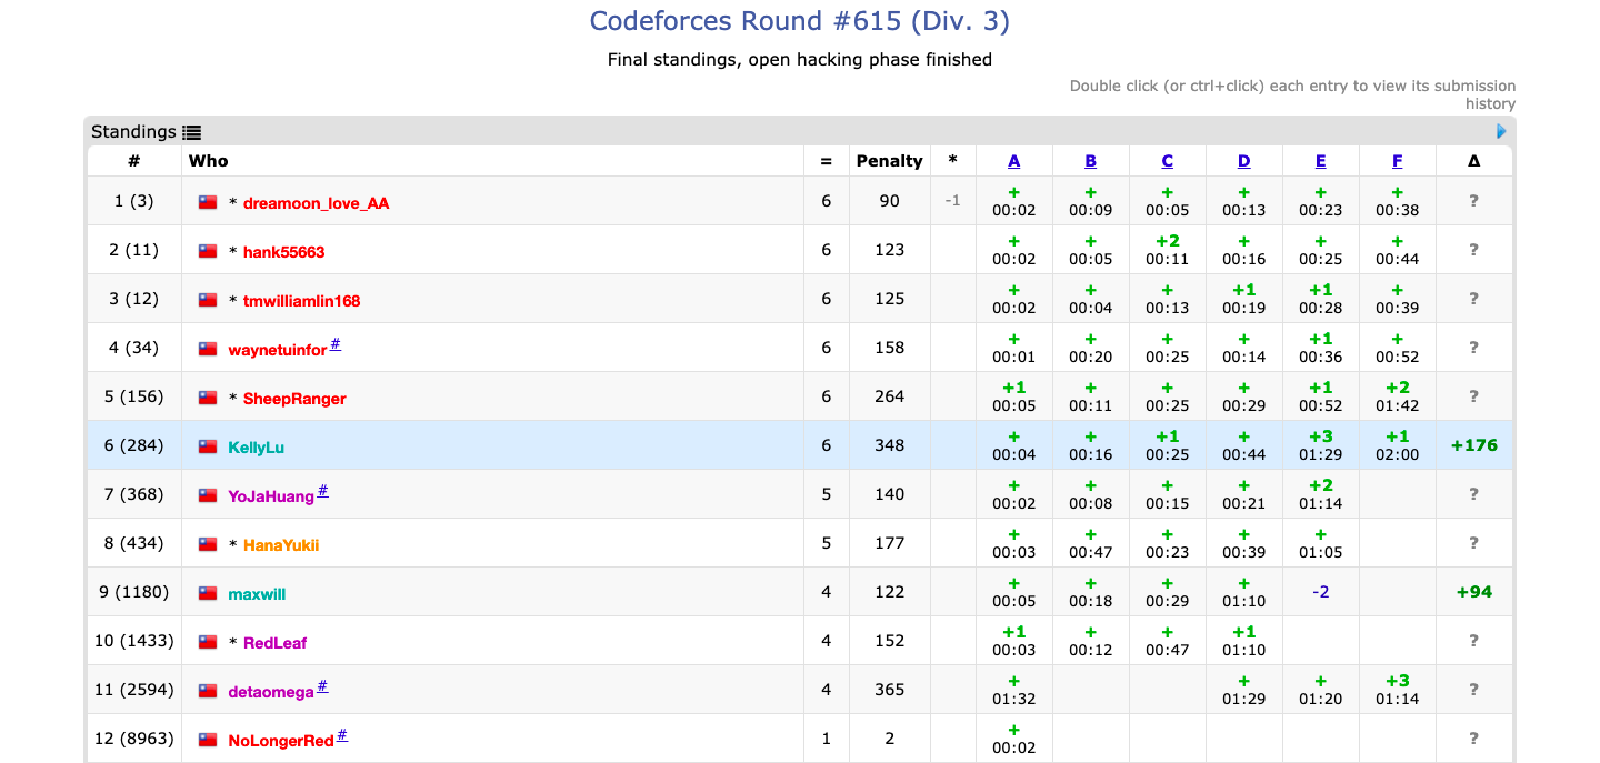 Codeforces Round #615 (Div. 3)
Final standings, open hacking phase finished
Double click (or ctrl+click) each entry to view its submission
history
Standings
# Who = Penalty * A B C D E F Δ
1 (3) * dreamoon_love_AA 6 90 -1 + + + + + + ?
00:02 00:09 00:05 00:13 00:23 00:38
2 (11) * hank55663 6 123 + + +2 + + + ?
00:02 00:05 00:11 00:16 00:25 00:44
3 (12) * tmwilliamlin168 6 125 + + + +1 +1 + ?
00:02 00:04 00:13 00:19 00:28 00:39
4 (34) waynetuinfor # 6 158 + + + + +1 + ?
00:01 00:20 00:25 00:14 00:36 00:52
5 (156) * SheepRanger 6 264 +1 + + + +1 +2 ?
00:05 00:11 00:25 00:29 00:52 01:42
6 (284) KellyLu 6 348 + + +1 + +3 +1 +176
00:04 00:16 00:25 00:44 01:29 02:00
7 (368) YoJaHuang # 5 140 + + + + +2 ?
00:02 00:08 00:15 00:21 01:14
8 (434) * HanaYukii 5 177 + + + + + ?
00:03 00:47 00:23 00:39 01:05
9 (1180) maxwill 4 122 + + + + -2 +94
00:05 00:18 00:29 01:10
10 (1433) * RedLeaf 4 152 +1 + + +1 ?
00:03 00:12 00:47 01:10
11 (2594) detaomega # 4 365 + + + +3 ?
01:32 01:29 01:20 01:14
12 (8963) NoLongerRed # 1 2 + ?
00:02